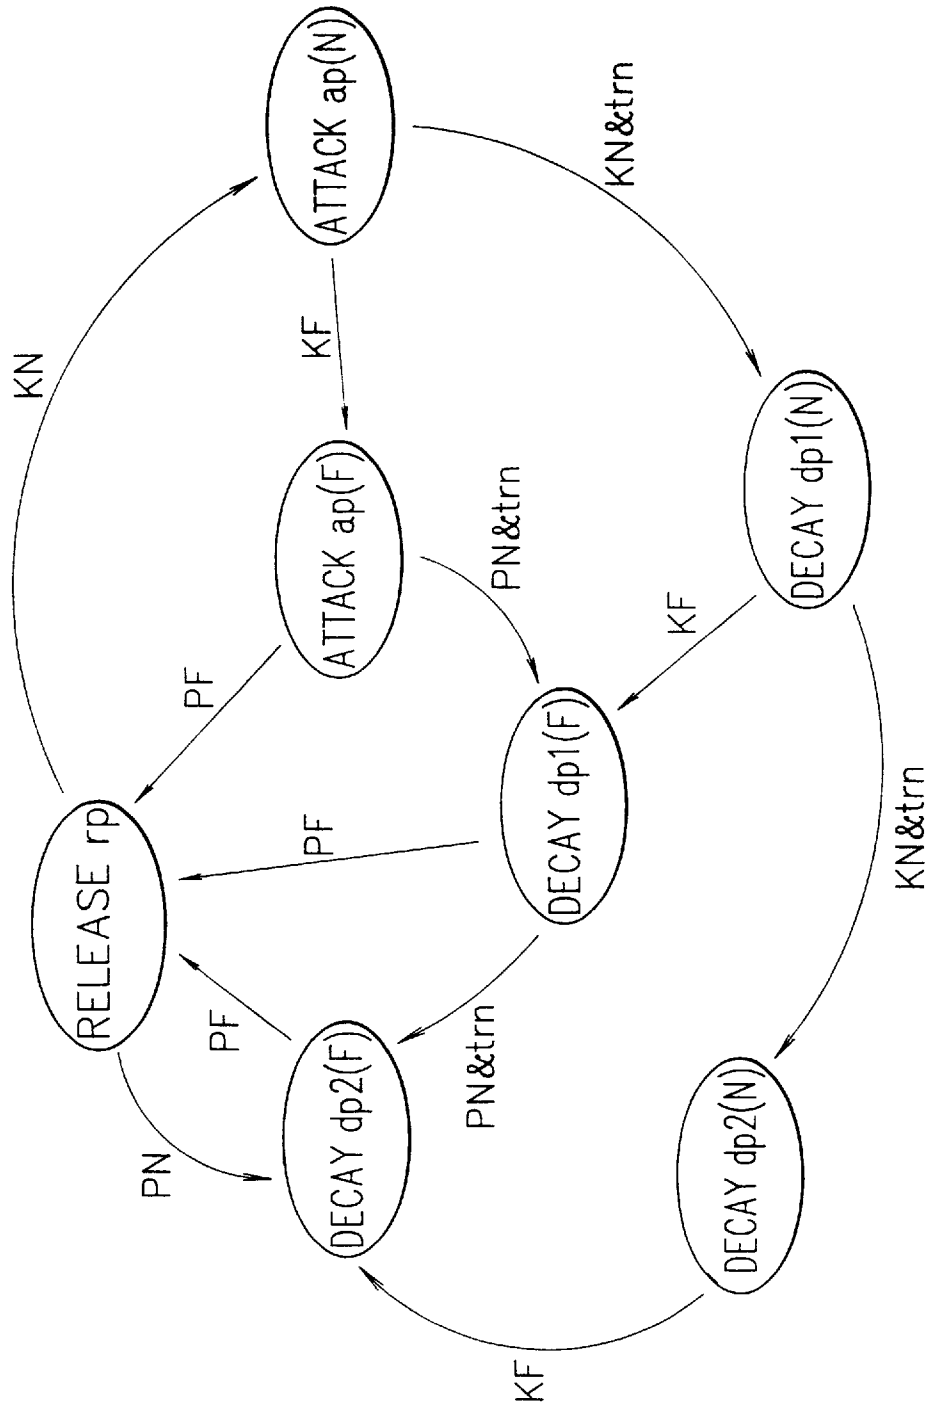 KN
RELEASE rp
PN
PF
PF
PF
KF
ATTACK ap(N)
ATTACK ap(F)
DECAY dp2(F)
PN&trn
PN&trn
DECAY dp1(F)
KF
KN&trn
KF
DECAY dp2(N)
DECAY dp1(N)
KN&trn